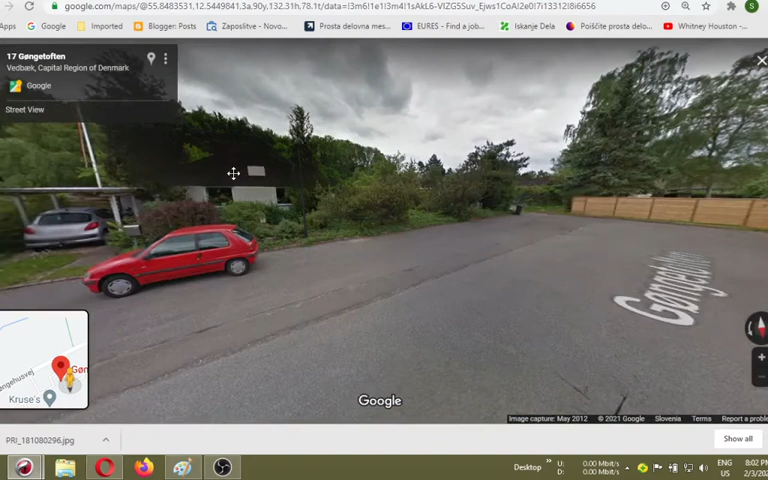 google.com/maps/@55.8483531,12.5449841,3a,90y,132.31h,78.1t/data=!3m6!1e1!3m4!1sAkL6-VIZG5Suv_Ejws1CoA!2e0!7i13312!8i6656
Apps Google Imported Blogger: Posts Zaposlitve - Novo... Prosta delovna mes... EURES - Find a job... Iskanje Dela Poiščite prosto delo... Whitney Houston -...
17 Gøngetoften
Vedbæk, Capital Region of Denmark
Google
Street View
Gøngetoften
Gøn
Kruse's
Google
Image capture: May 2012 © 2021 Google Slovenia Terms Report a proble
PRI_181080296.jpg
Show all
Desktop
U: 0.00 Mbit/s
D: 0.00 Mbit/s
ENG
US
8:02 PM
2/3/202